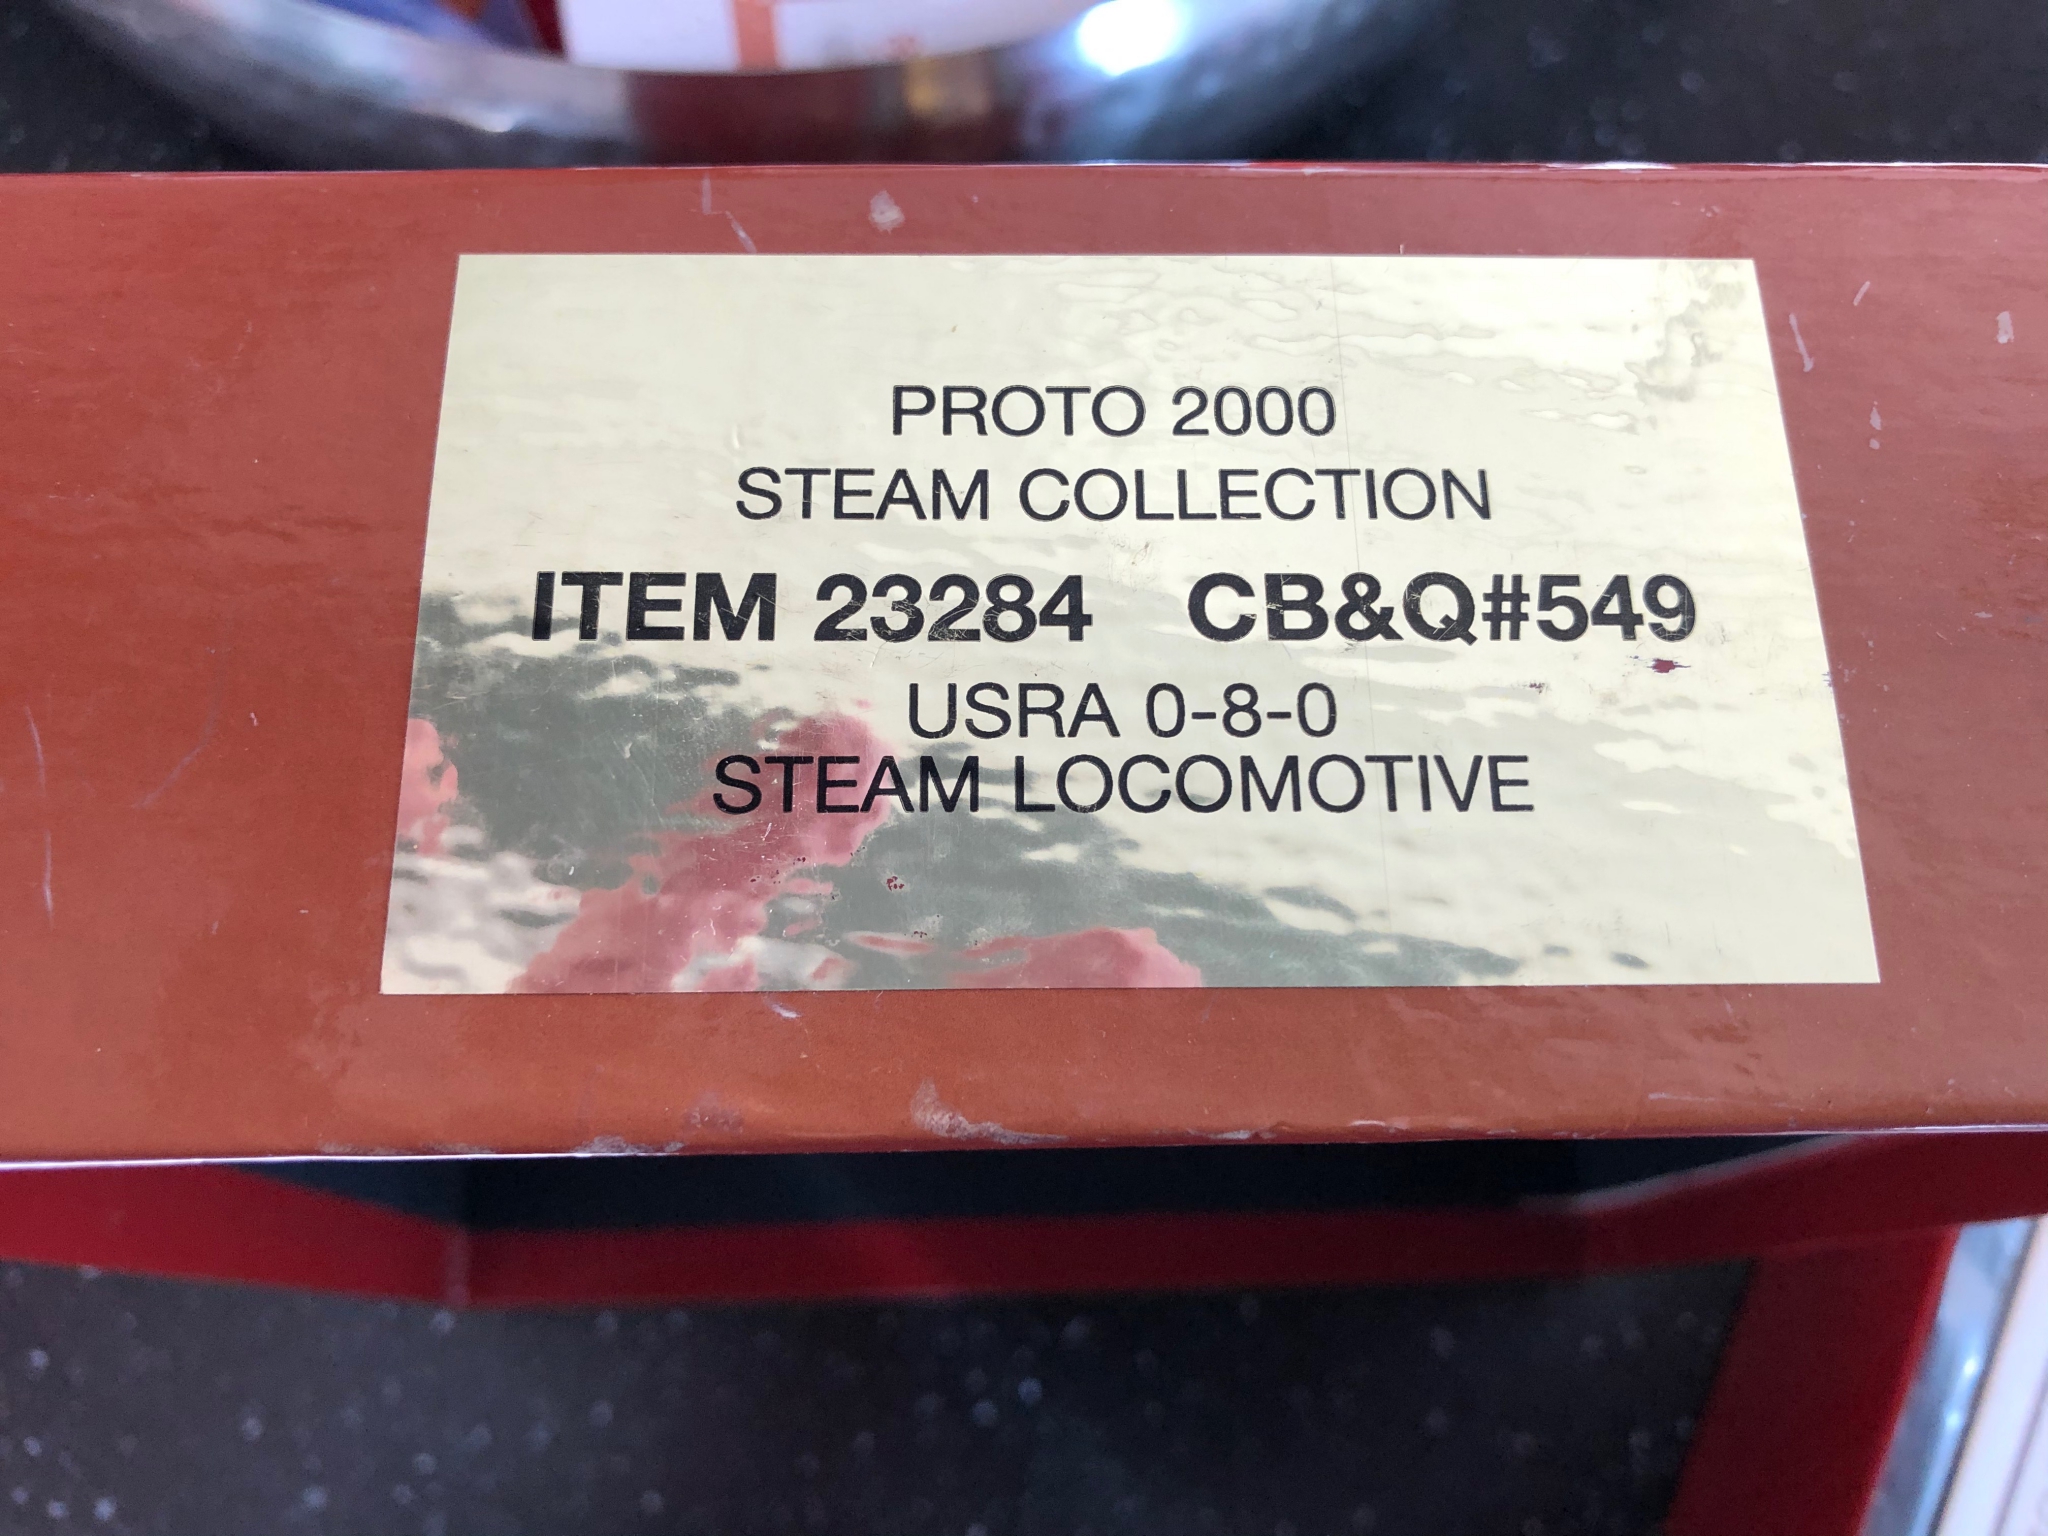 PROTO 2000
STEAM COLLECTION
ITEM 23284 CB&Q#549
USRA 0-8-0
STEAM LOCOMOTIVE